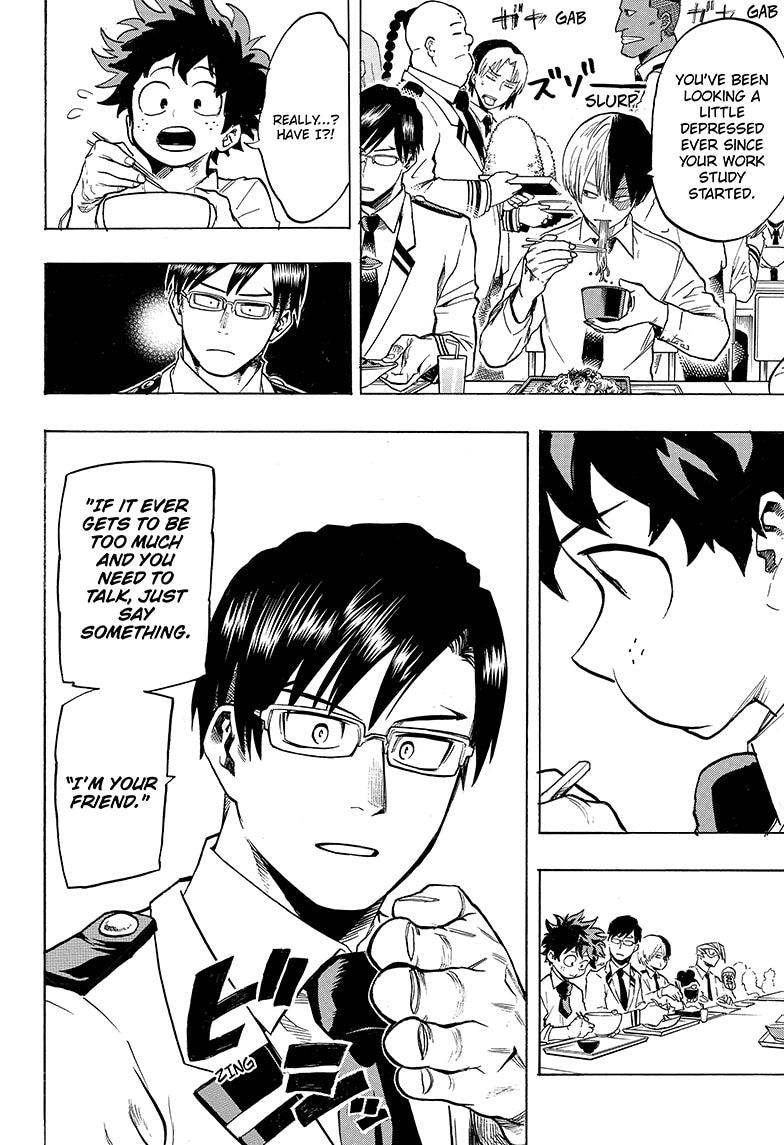 ガヤ GAB
ガヤ GAB
YOU'VE BEEN
LOOKING A
LITTLE
DEPRESSED
EVER SINCE
YOUR WORK
STUDY
STARTED.
ズゾ
SLURP
REALLY...?
HAVE I?!
"IF IT EVER
GETS TO BE
TOO MUCH
AND YOU
NEED TO
TALK, JUST
SAY
SOMETHING.
"I'M YOUR
FRIEND."
ビシッ
ZING